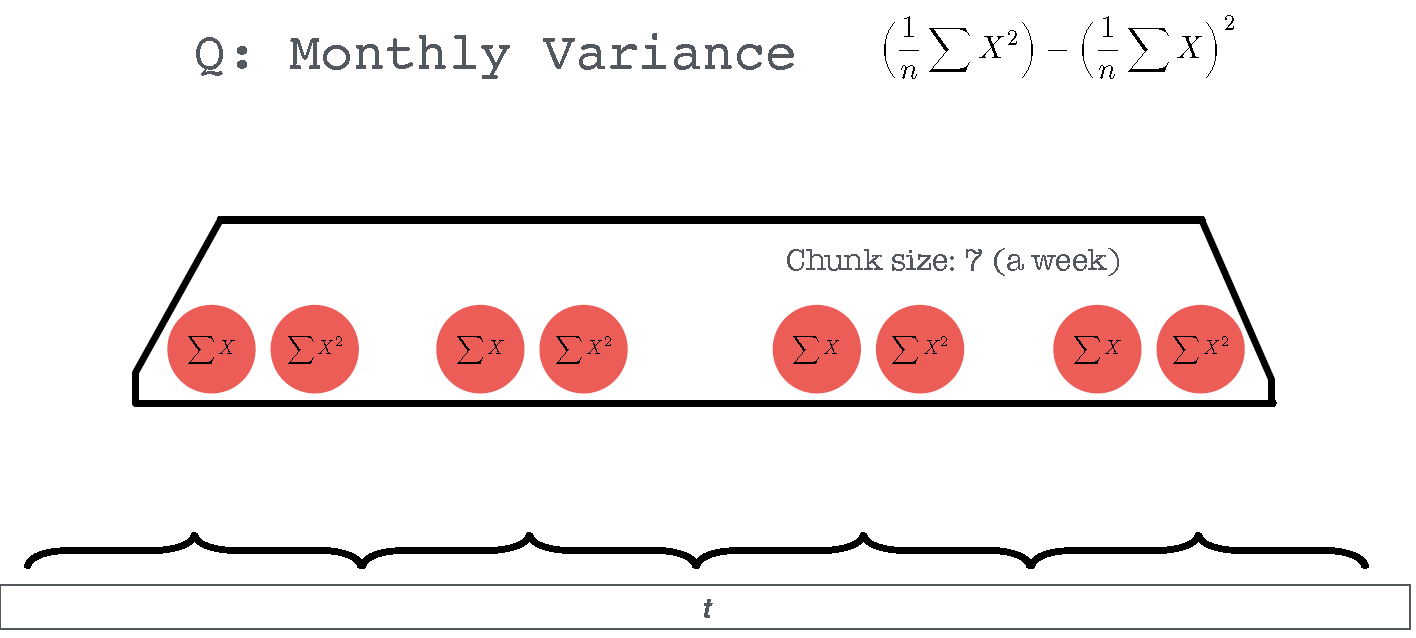 Q: Monthly Variance (1/n ∑ X²) − (1/n ∑ X)²
Chunk size: 7 (a week)
∑ X ∑ X² ∑ X ∑ X² ∑ X ∑ X² ∑ X ∑ X²
t